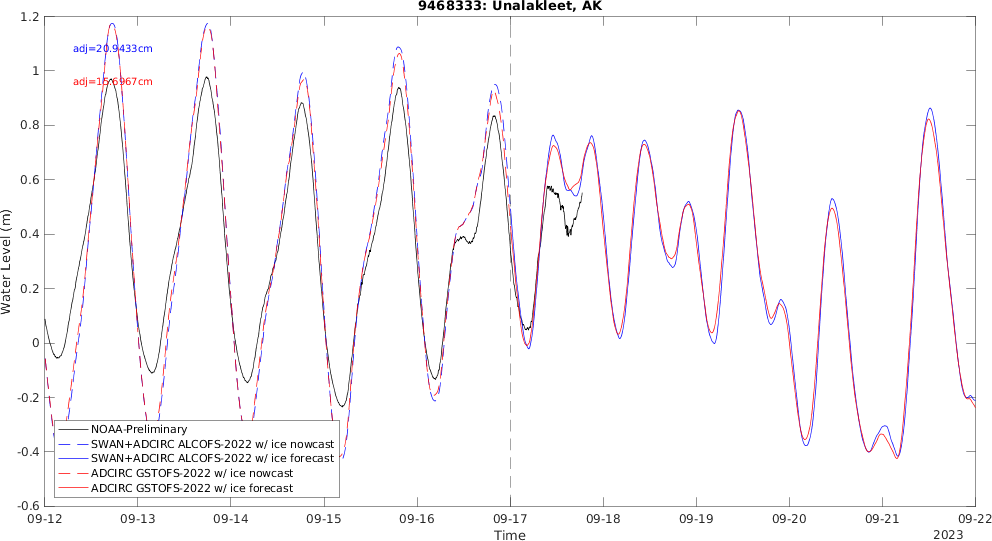 9468333: Unalakleet, AK
1.2
adj=20.9433cm
1
adj=15.5967cm
0.8
0.6
0.4
0.2
0
-0.2
-0.4
-0.6
Water Level (m)
NOAA-Preliminary
SWAN+ADCIRC ALCOFS-2022 w/ ice nowcast
SWAN+ADCIRC ALCOFS-2022 w/ ice forecast
ADCIRC GSTOFS-2022 w/ ice nowcast
ADCIRC GSTOFS-2022 w/ ice forecast
09-12 09-13 09-14 09-15 09-16 09-17 09-18 09-19 09-20 09-21 09-22
Time
2023